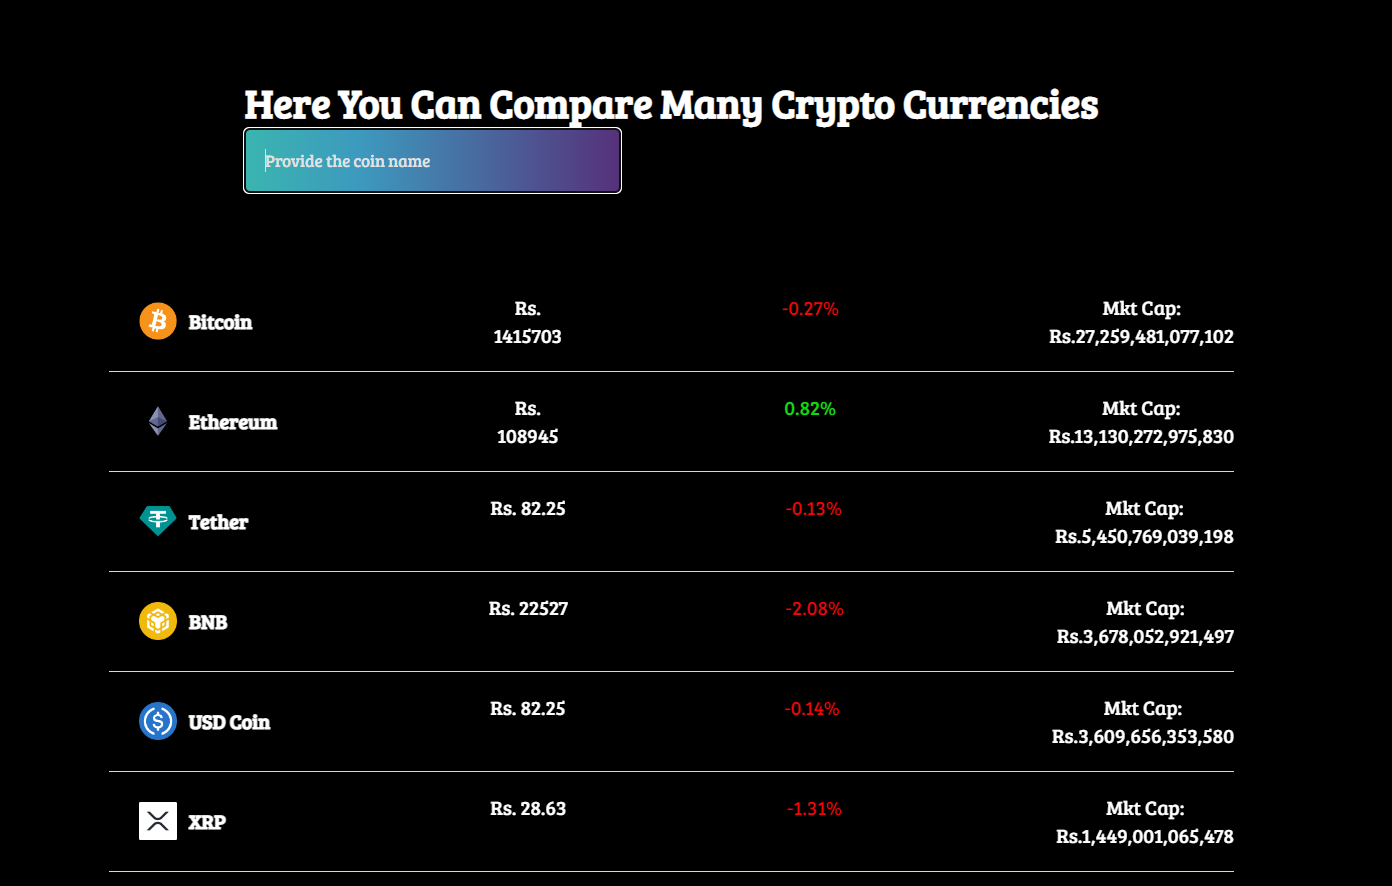 Here You Can Compare Many Crypto Currencies
Provide the coin name
Bitcoin
Rs.
1415703
-0.27%
Mkt Cap:
Rs.27,259,481,077,102
Ethereum
Rs.
108945
0.82%
Mkt Cap:
Rs.13,130,272,975,830
Tether
Rs. 82.25
-0.13%
Mkt Cap:
Rs.5,450,769,039,198
BNB
Rs. 22527
-2.08%
Mkt Cap:
Rs.3,678,052,921,497
USD Coin
Rs. 82.25
-0.14%
Mkt Cap:
Rs.3,609,656,353,580
XRP
Rs. 28.63
-1.31%
Mkt Cap:
Rs.1,449,001,065,478